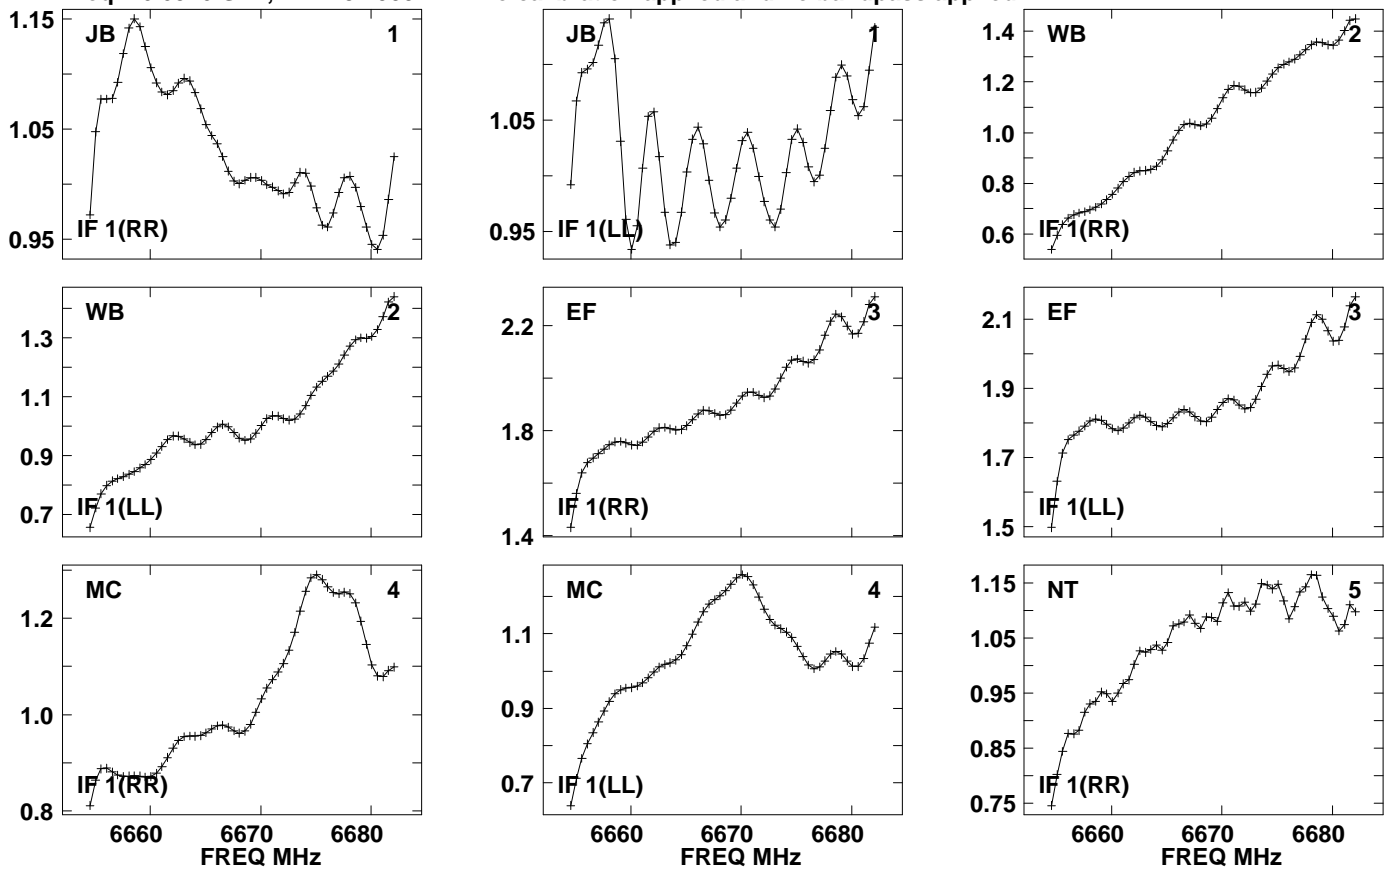 1.15
1.05
0.95
JB 1
IF 1(RR)
1.05
0.95
JB 1
IF 1(LL)
1.4
1.2
1.0
0.8
0.6
WB 2
IF 1(RR)
1.3
1.1
0.9
0.7
WB 2
IF 1(LL)
2.2
1.8
1.4
EF 3
IF 1(RR)
2.1
1.9
1.7
1.5
EF 3
IF 1(LL)
1.2
1.0
0.8
MC 4
IF 1(RR)
6660 6670 6680
FREQ MHz
1.1
0.9
0.7
MC 4
IF 1(LL)
6660 6670 6680
FREQ MHz
1.15
1.05
0.95
0.85
0.75
NT 5
IF 1(RR)
6660 6670 6680
FREQ MHz